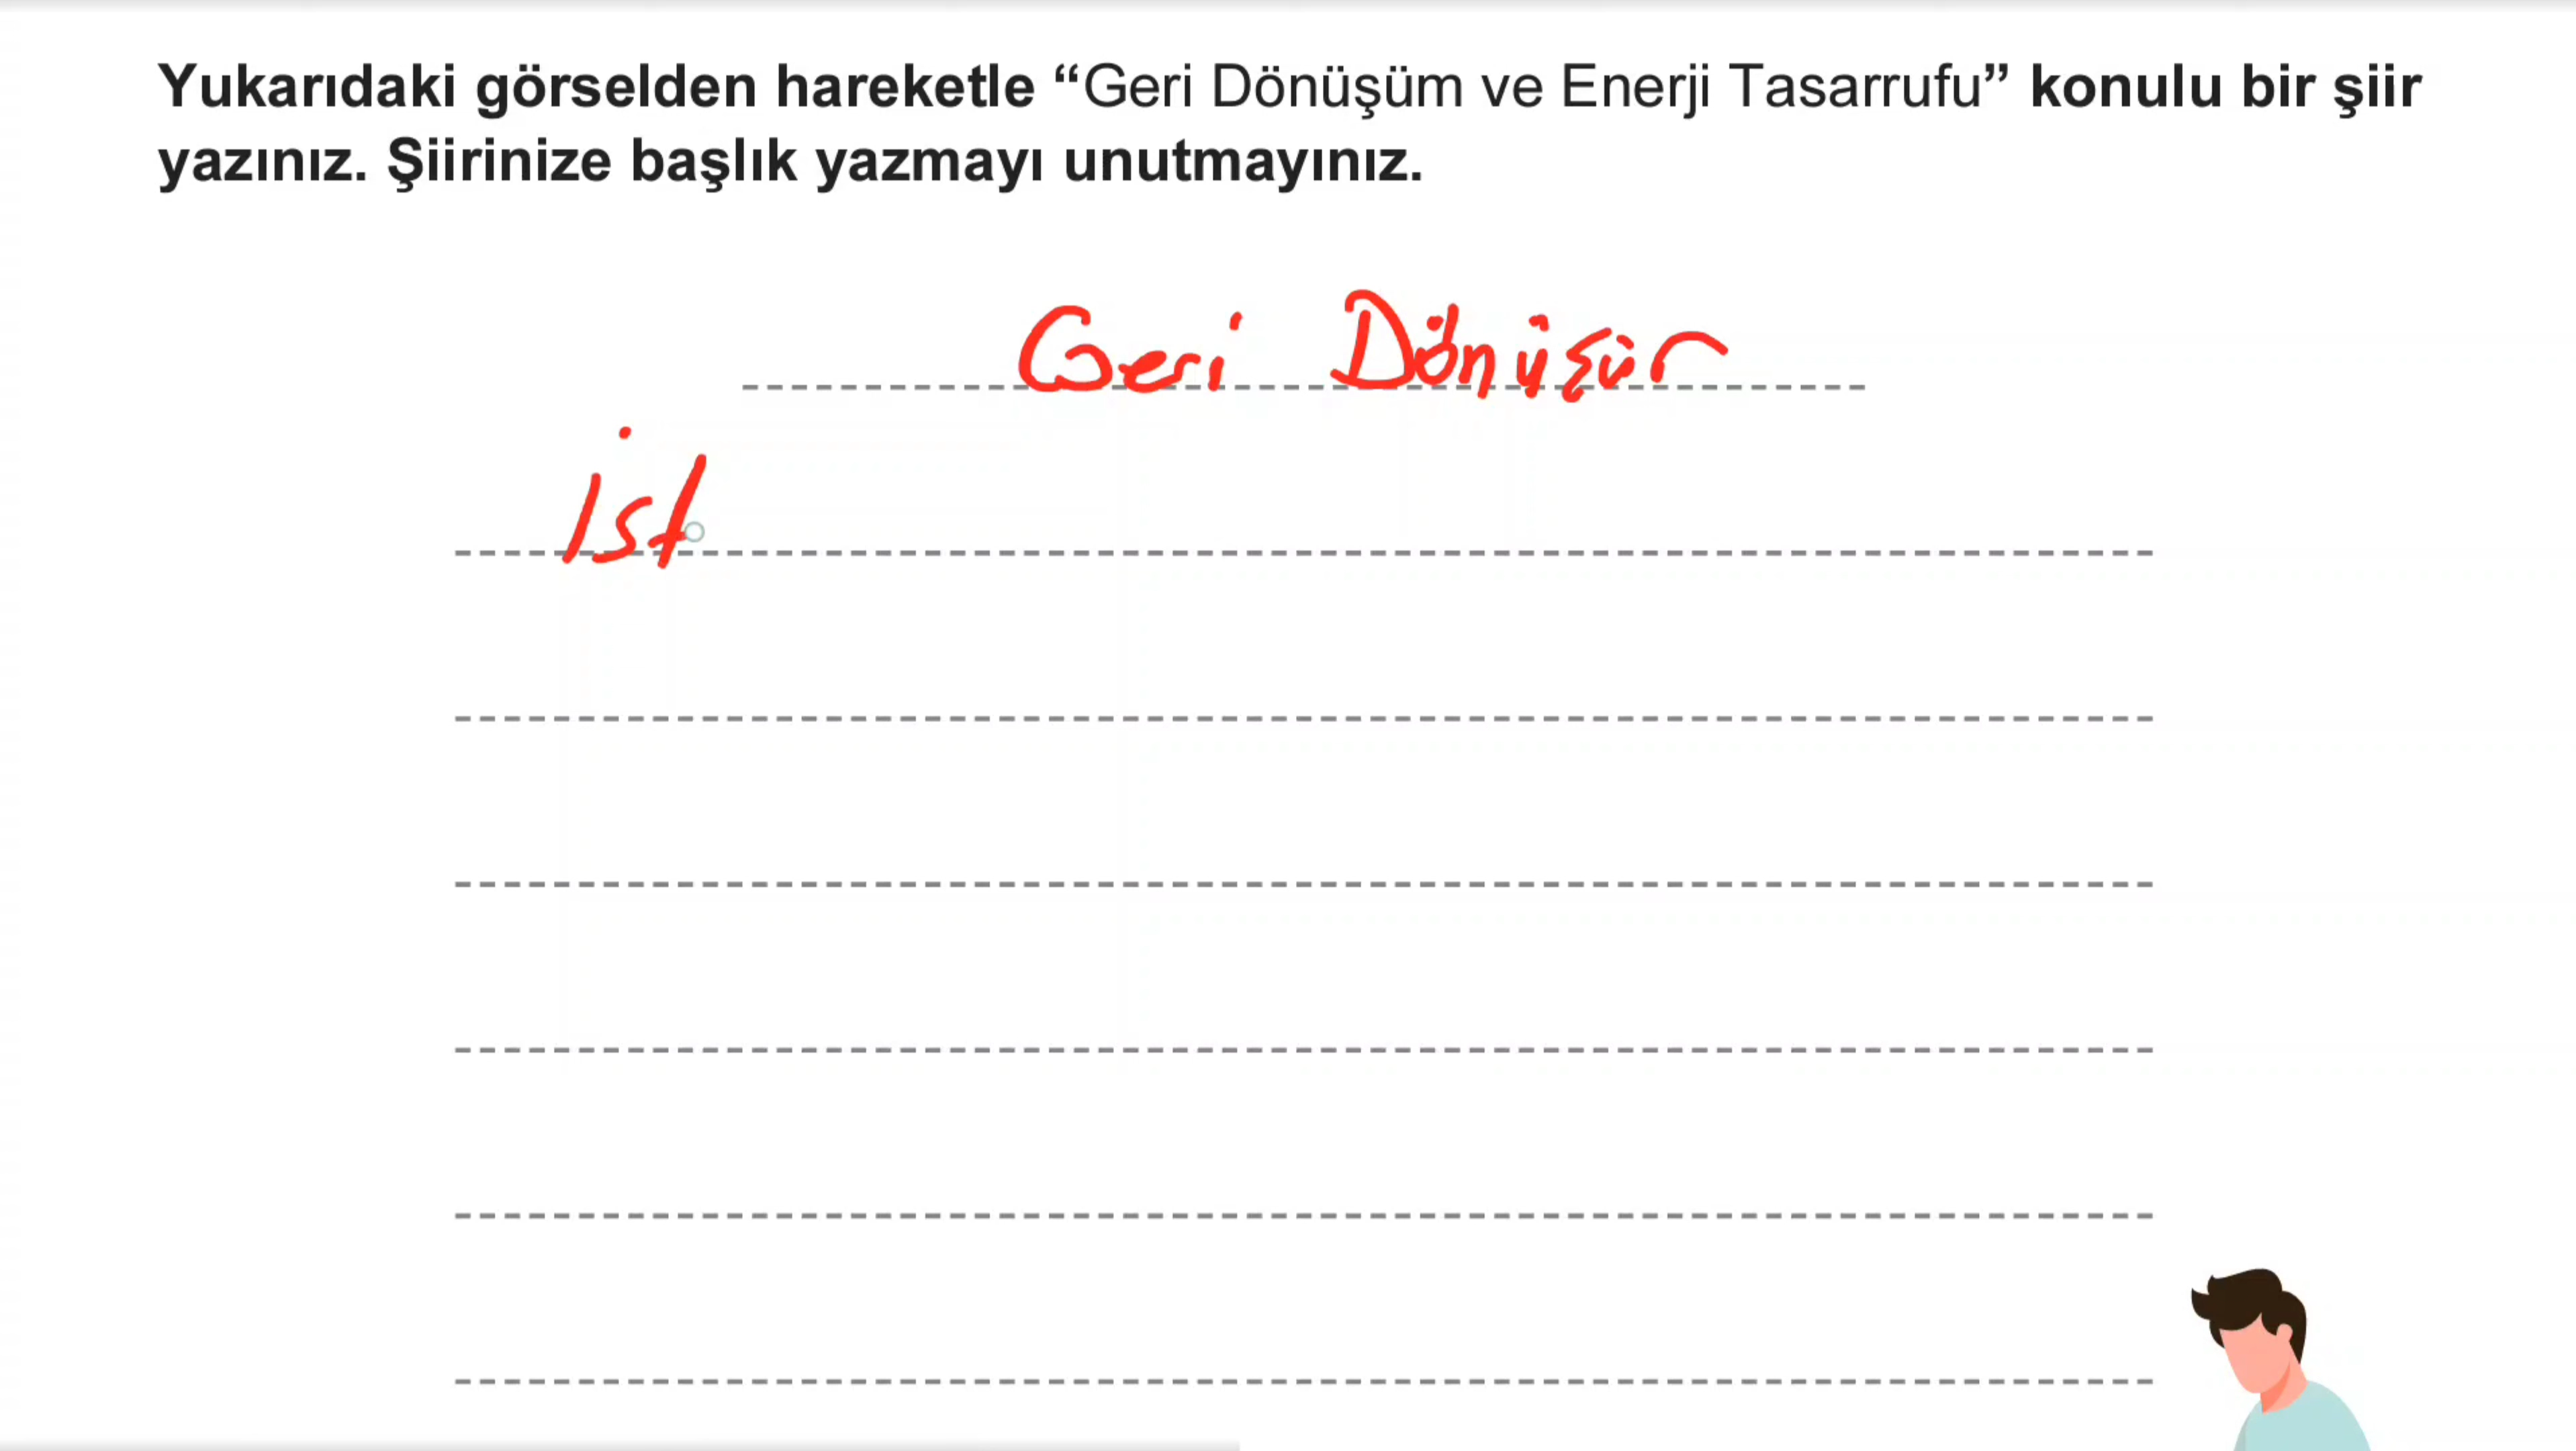 Yukarıdaki görselden hareketle “Geri Dönüşüm ve Enerji Tasarrufu” konulu bir şiir
yazınız. Şiirinize başlık yazmayı unutmayınız.
Geri Dönüşür
İst